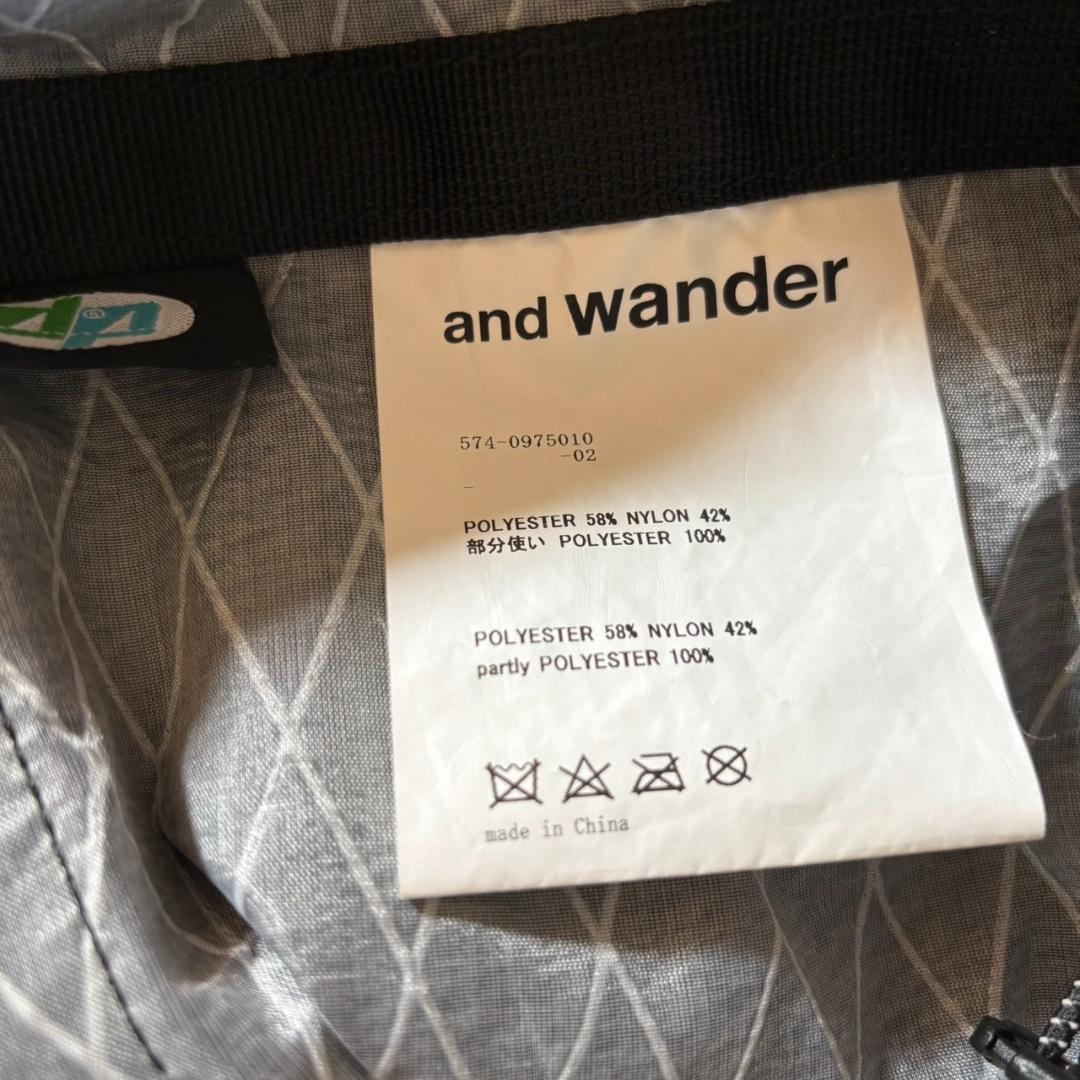 and wander
574-0975010
-02
-
POLYESTER 58% NYLON 42%
部分使い POLYESTER 100%
POLYESTER 58% NYLON 42%
partly POLYESTER 100%
made in China